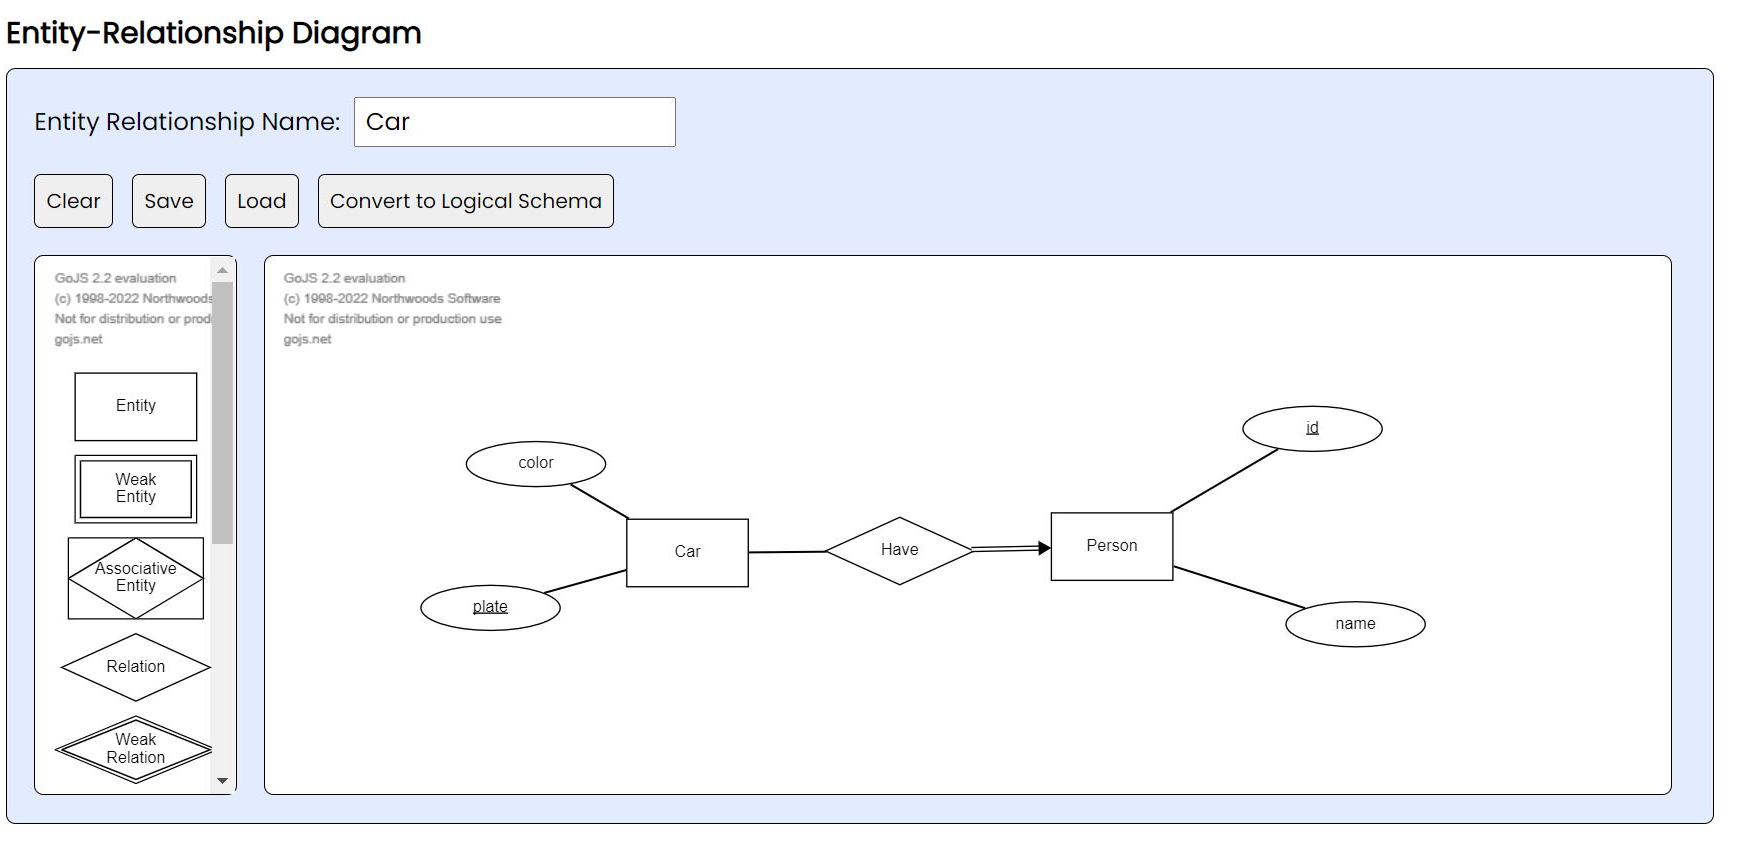 Entity-Relationship Diagram
Entity Relationship Name: Car
Clear Save Load Convert to Logical Schema
GoJS 2.2 evaluation
(c) 1998-2022 Northwoods
Not for distribution or prod
gojs.net
Entity
Weak
Entity
Associative
Entity
Relation
Weak
Relation
GoJS 2.2 evaluation
(c) 1998-2022 Northwoods Software
Not for distribution or production use
gojs.net
id
color
Car
Have
Person
plate
name